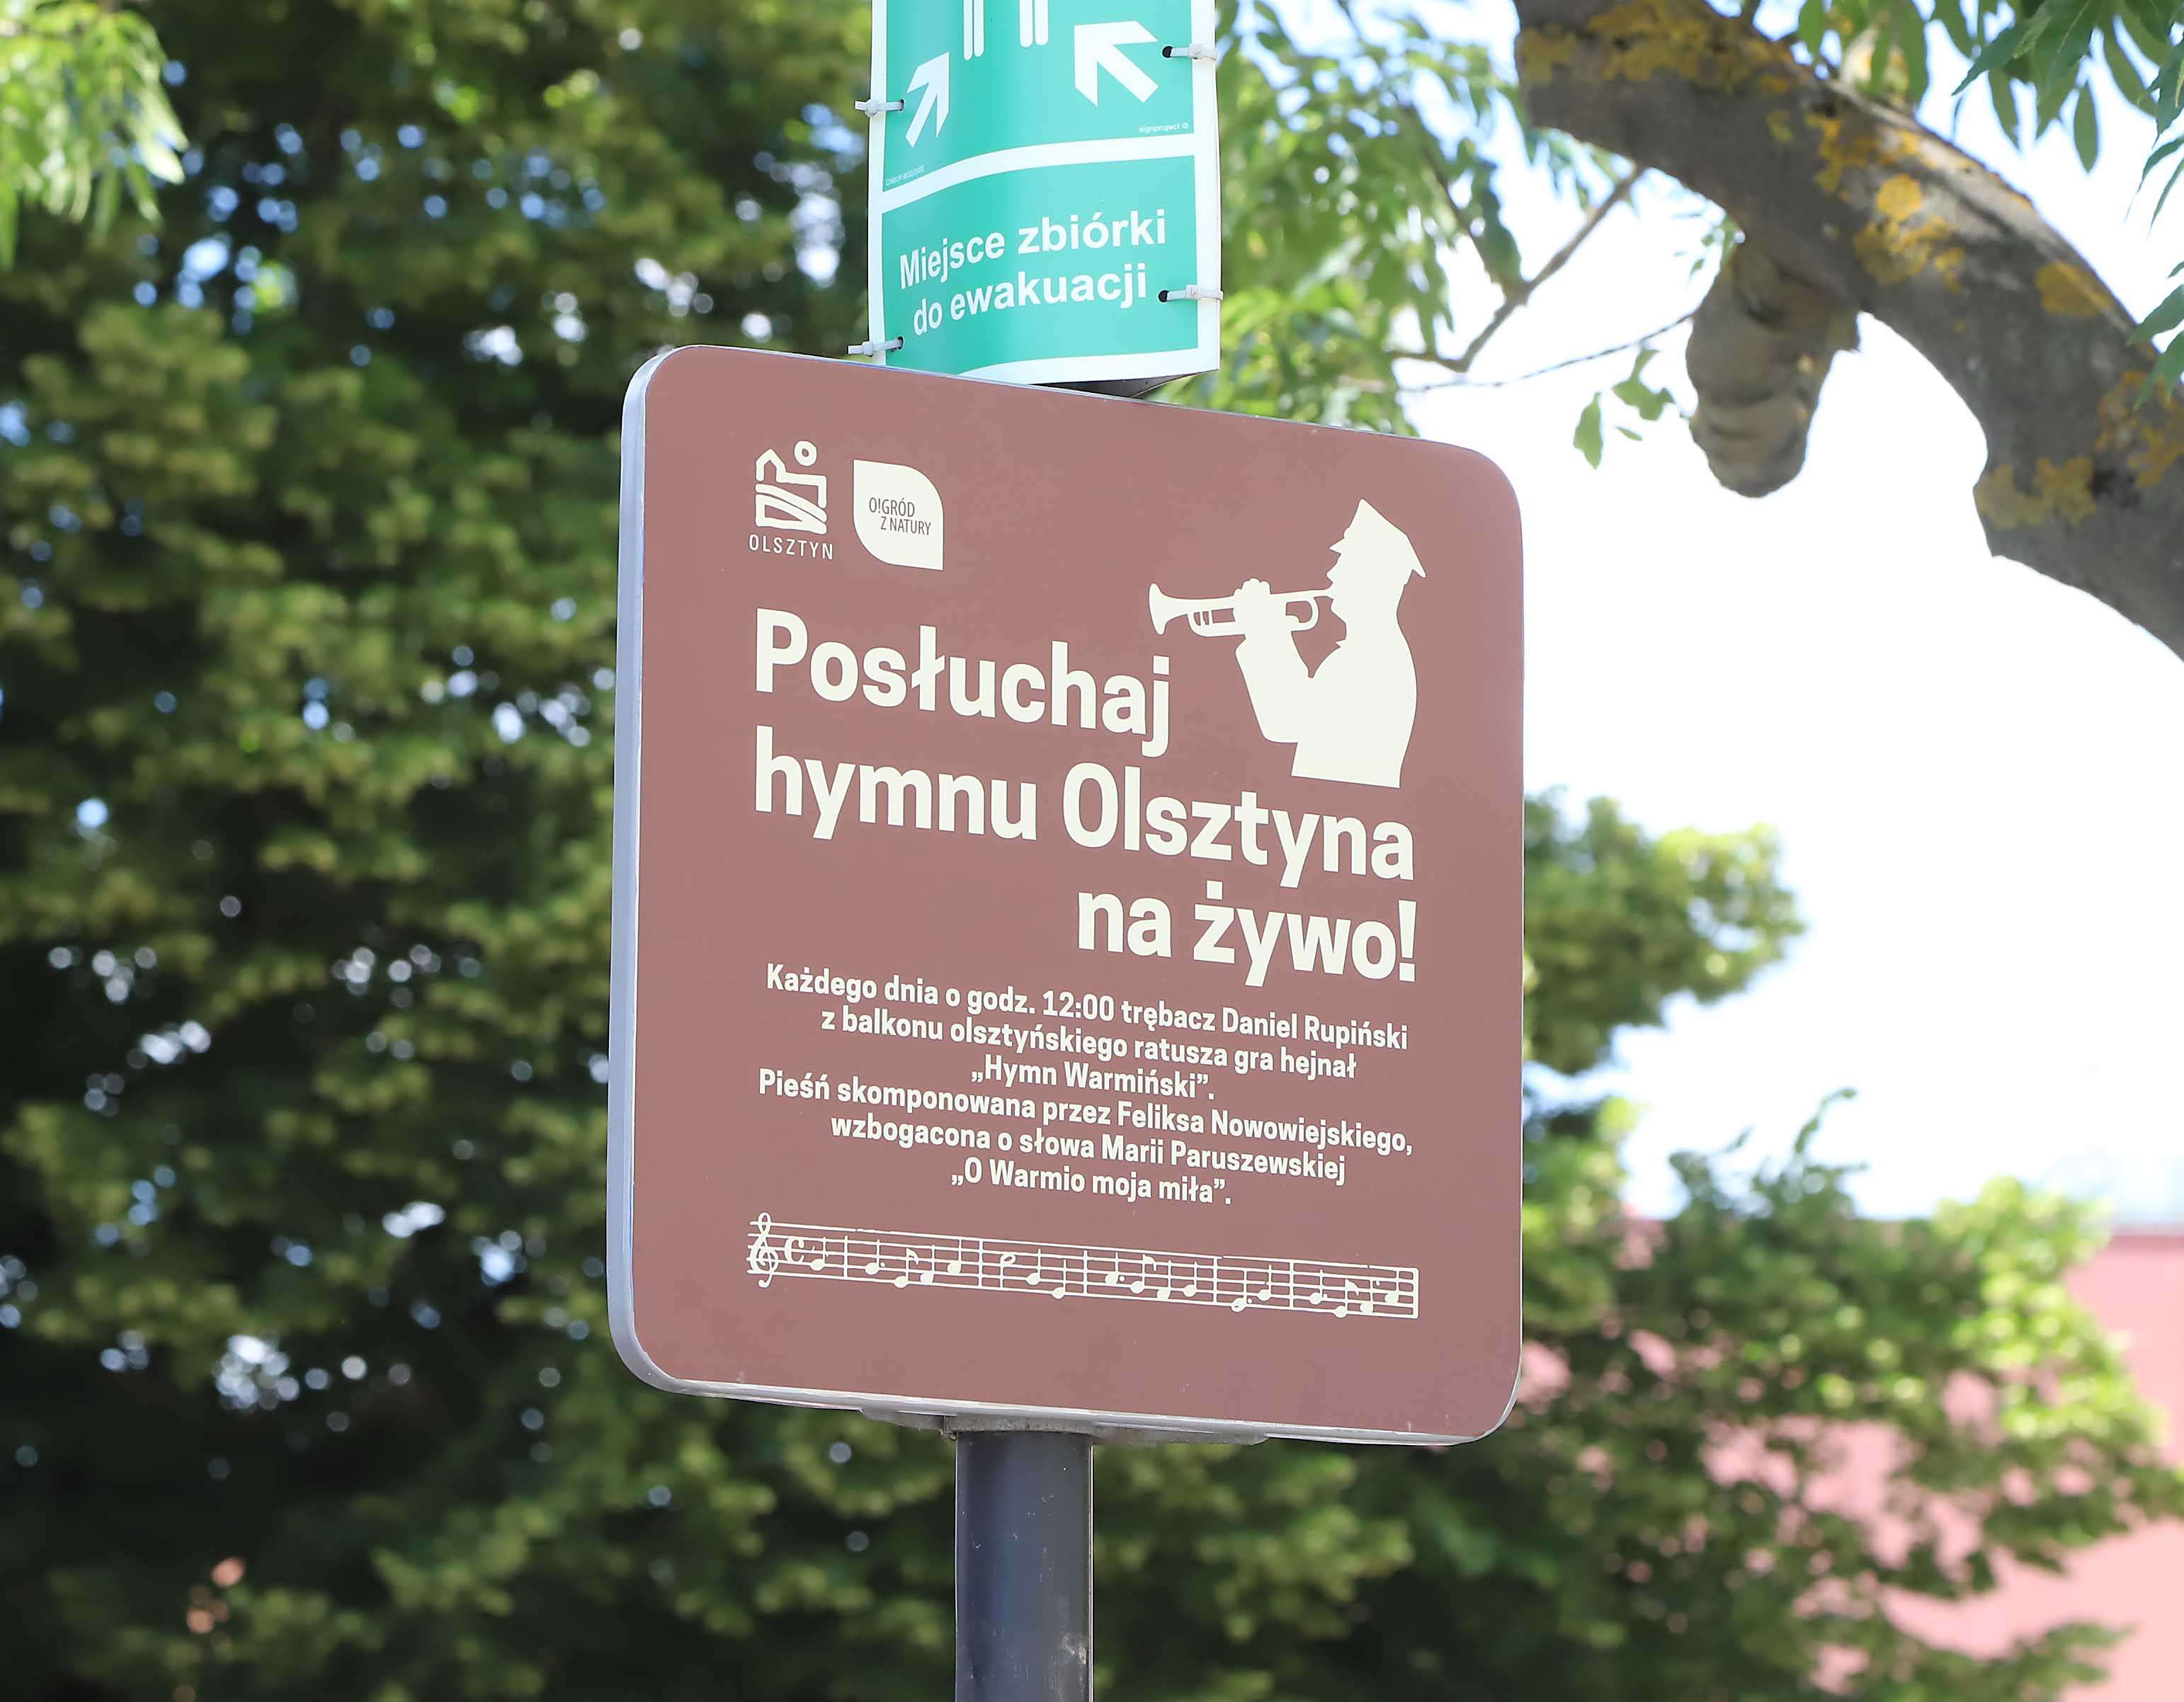 signproject ©
Miejsce zbiórki
do ewakuacji
OLSZTYN
O!GRÓD
Z NATURY
Posłuchaj
hymnu Olsztyna
na żywo!
Każdego dnia o godz. 12:00 trębacz Daniel Rupiński
z balkonu olsztyńskiego ratusza gra hejnał
„Hymn Warmiński”.
Pieśń skomponowana przez Feliksa Nowowiejskiego,
wzbogacona o słowa Marii Paruszewskiej
„O Warmio moja miła”.